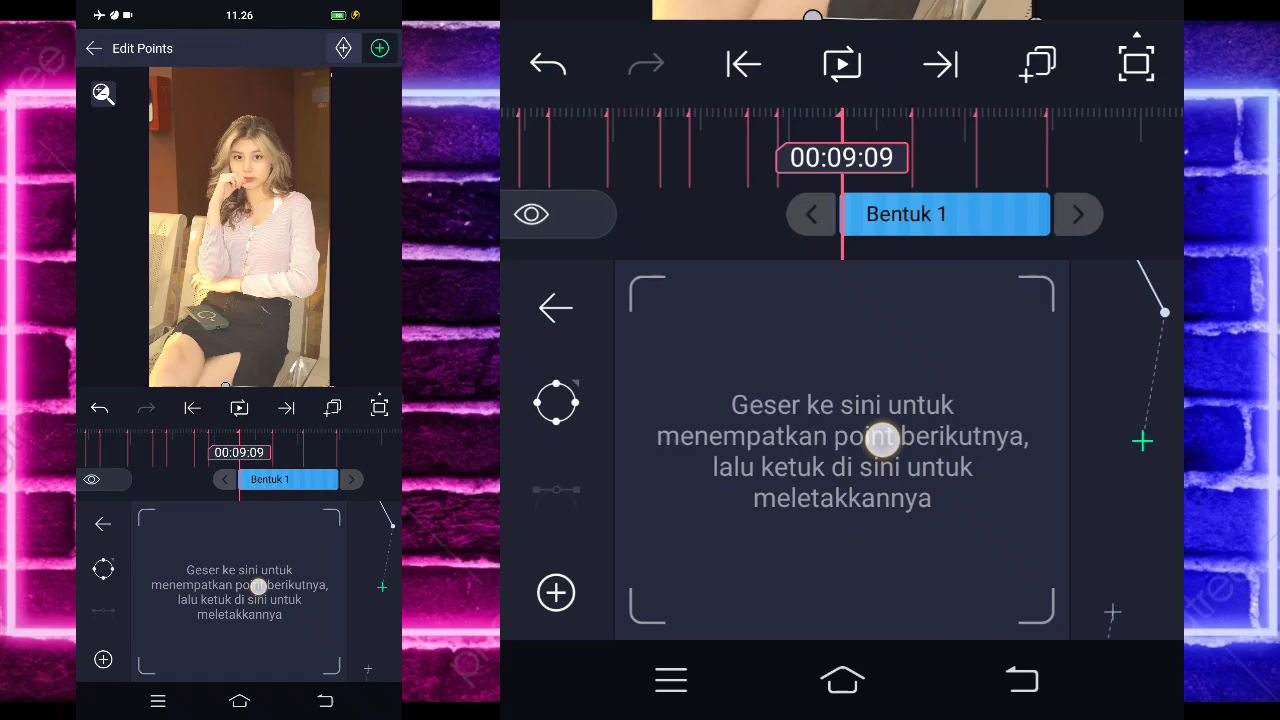 11.26
Edit Points
00:09:09
Bentuk 1
Geser ke sini untuk
menempatkan point berikutnya,
lalu ketuk di sini untuk
meletakkannya
00:09:09
Bentuk 1
Geser ke sini untuk
menempatkan point berikutnya,
lalu ketuk di sini untuk
meletakkannya